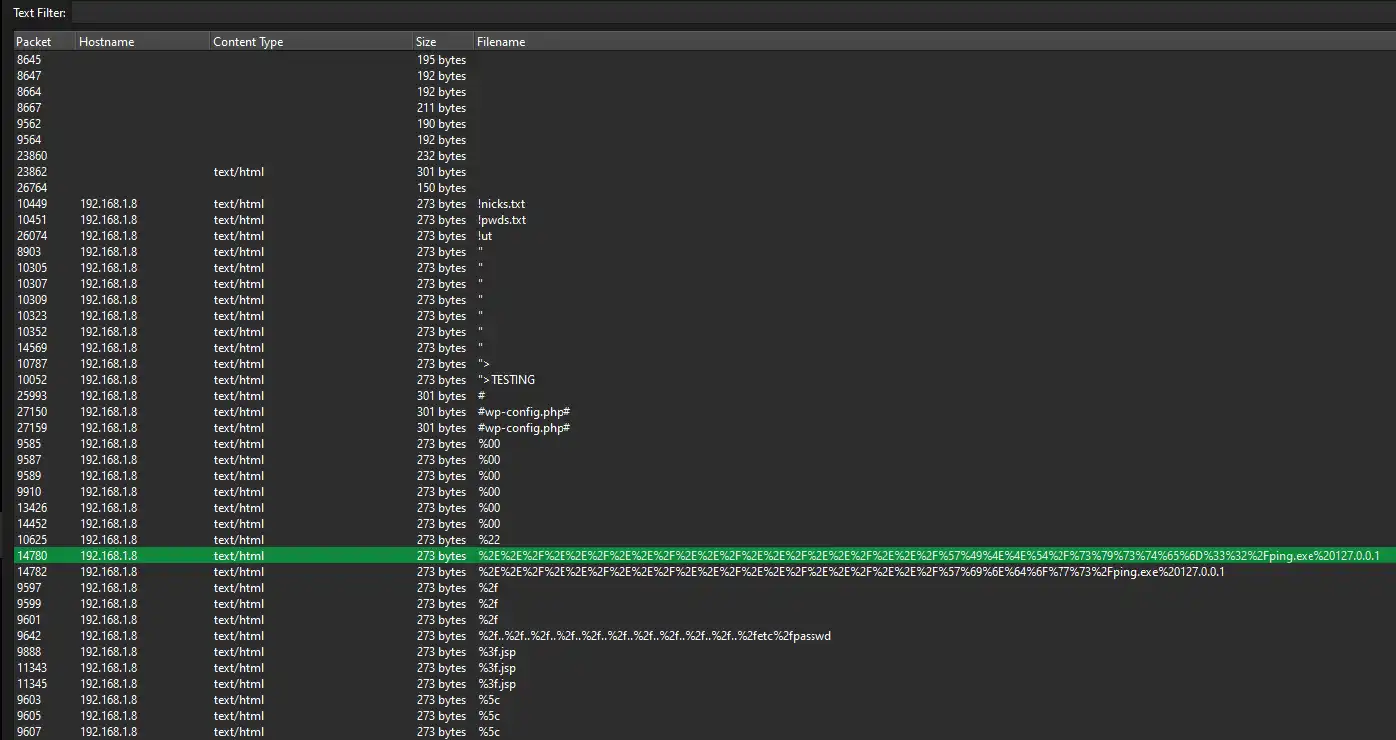 Text Filter:
Packet Hostname Content Type Size Filename
8645 195 bytes
8647 192 bytes
8664 192 bytes
8667 211 bytes
9562 190 bytes
9564 192 bytes
23860 232 bytes
23862 text/html 301 bytes
26764 150 bytes
10449 192.168.1.8 text/html 273 bytes !nicks.txt
10451 192.168.1.8 text/html 273 bytes !pwds.txt
26074 192.168.1.8 text/html 273 bytes !ut
8903 192.168.1.8 text/html 273 bytes "
10305 192.168.1.8 text/html 273 bytes "
10307 192.168.1.8 text/html 273 bytes "
10309 192.168.1.8 text/html 273 bytes "
10323 192.168.1.8 text/html 273 bytes "
10352 192.168.1.8 text/html 273 bytes "
14569 192.168.1.8 text/html 273 bytes "
10787 192.168.1.8 text/html 273 bytes ">
10052 192.168.1.8 text/html 273 bytes ">TESTING
25993 192.168.1.8 text/html 301 bytes #
27150 192.168.1.8 text/html 301 bytes #wp-config.php#
27159 192.168.1.8 text/html 301 bytes #wp-config.php#
9585 192.168.1.8 text/html 273 bytes %00
9587 192.168.1.8 text/html 273 bytes %00
9589 192.168.1.8 text/html 273 bytes %00
9910 192.168.1.8 text/html 273 bytes %00
13426 192.168.1.8 text/html 273 bytes %00
14452 192.168.1.8 text/html 273 bytes %00
10625 192.168.1.8 text/html 273 bytes %22
14780 192.168.1.8 text/html 273 bytes %2E%2E%2F%2E%2E%2F%2E%2E%2F%2E%2E%2F%2E%2E%2F%2E%2E%2F%2E%2E%2F%57%49%4E%4E%54%2F%73%79%73%74%65%6D%33%32%2Fping.exe%20127.0.0.1
14782 192.168.1.8 text/html 273 bytes %2E%2E%2F%2E%2E%2F%2E%2E%2F%2E%2E%2F%2E%2E%2F%2E%2E%2F%2E%2E%2F%57%69%6E%64%6F%77%73%2Fping.exe%20127.0.0.1
9597 192.168.1.8 text/html 273 bytes %2f
9599 192.168.1.8 text/html 273 bytes %2f
9601 192.168.1.8 text/html 273 bytes %2f
9642 192.168.1.8 text/html 273 bytes %2f..%2f..%2f..%2f..%2f..%2f..%2f..%2f..%2f..%2f..%2fetc%2fpasswd
9888 192.168.1.8 text/html 273 bytes %3f.jsp
11343 192.168.1.8 text/html 273 bytes %3f.jsp
11345 192.168.1.8 text/html 273 bytes %3f.jsp
9603 192.168.1.8 text/html 273 bytes %5c
9605 192.168.1.8 text/html 273 bytes %5c
9607 192.168.1.8 text/html 273 bytes %5c